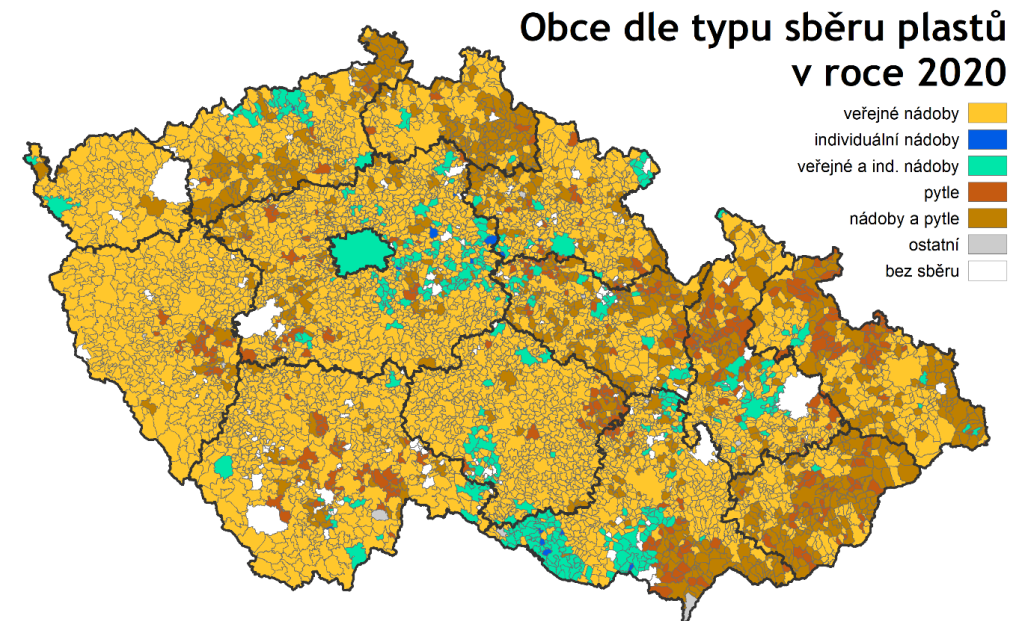 Obce dle typu sběru plastů
v roce 2020
veřejné nádoby
individuální nádoby
veřejné a ind. nádoby
pytle
nádoby a pytle
ostatní
bez sběru